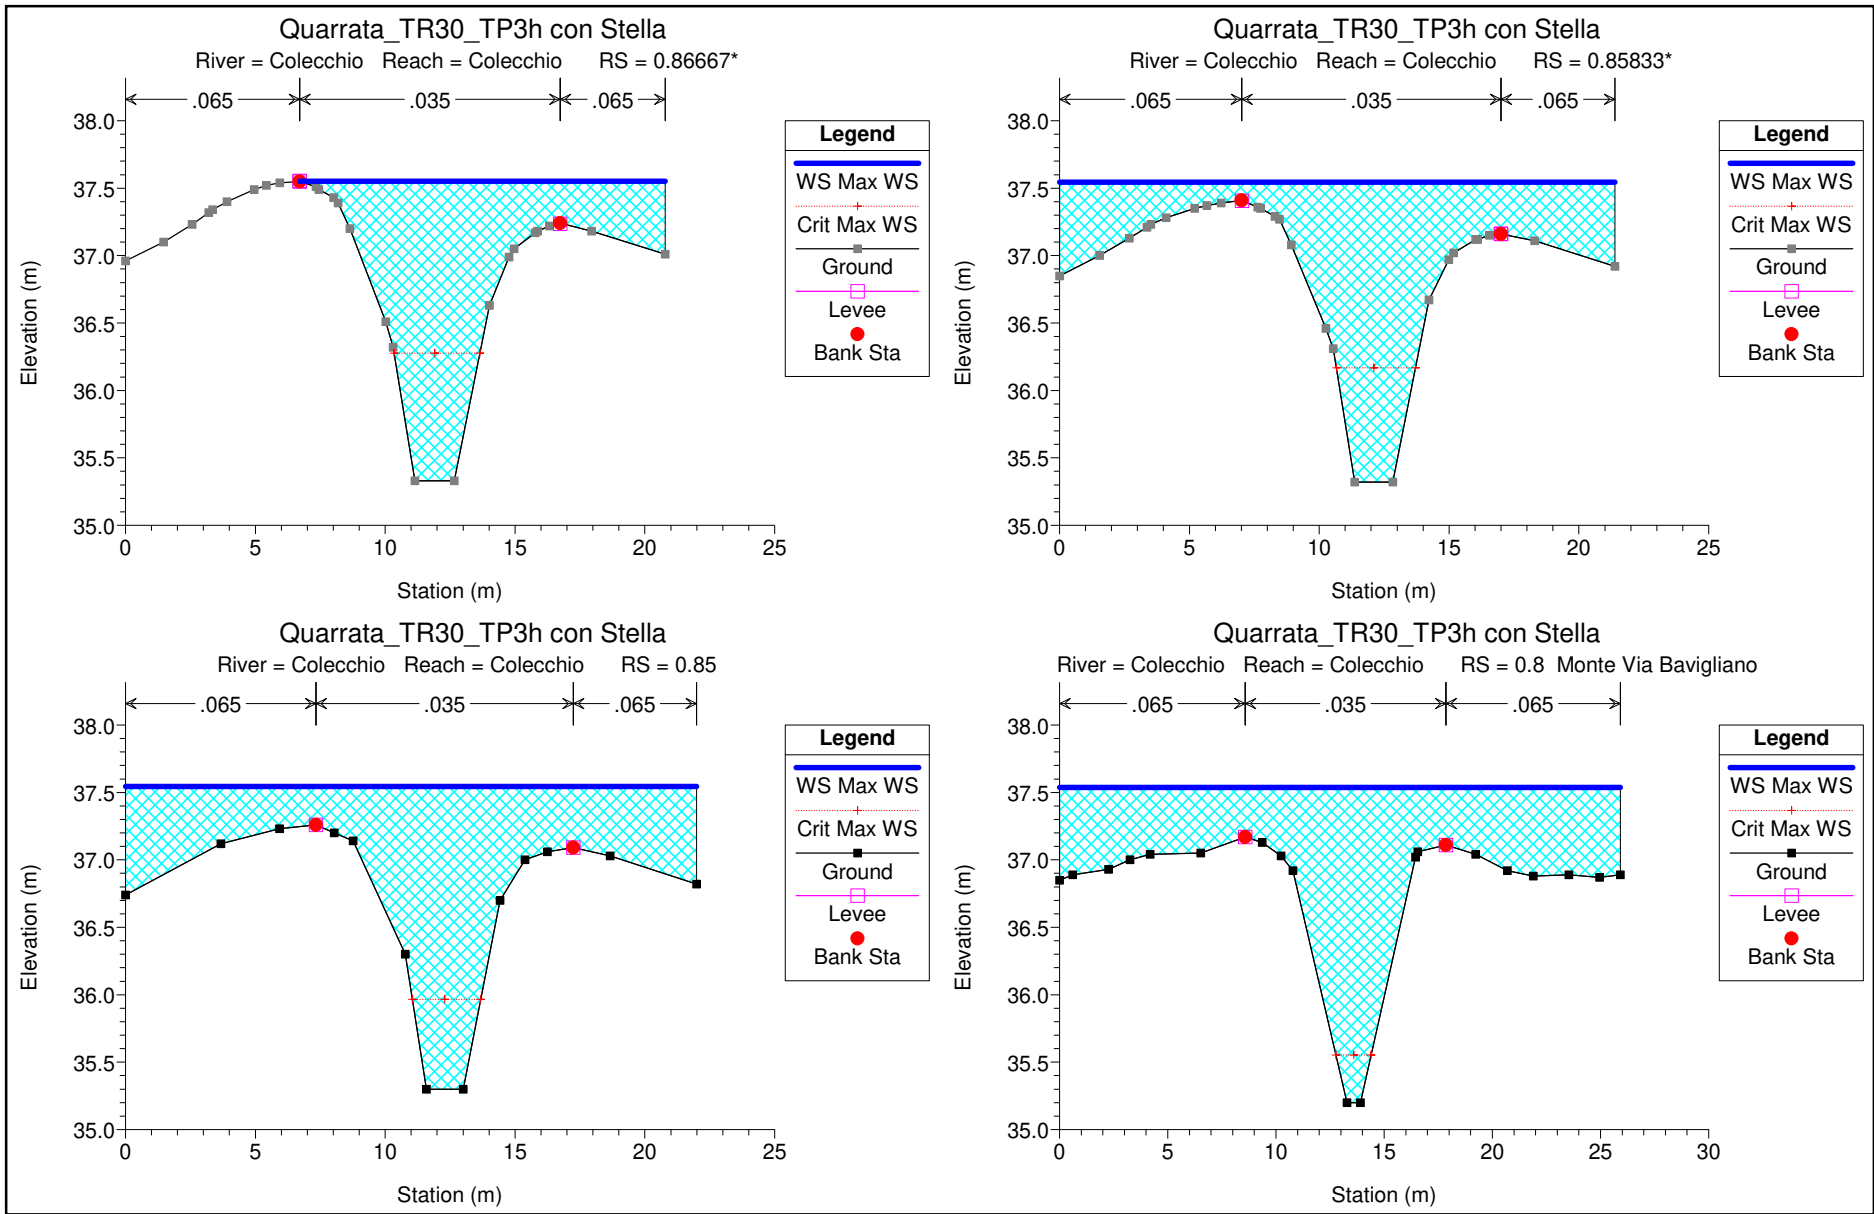 Quarrata_TR30_TP3h con Stella
River = Colecchio Reach = Colecchio RS = 0.86667*
.065 .035 .065
38.0
37.5
37.0
36.5
36.0
35.5
35.0
0 5 10 15 20 25
Station (m)
Elevation (m)
Legend
WS Max WS
Crit Max WS
Ground
Levee
Bank Sta
Quarrata_TR30_TP3h con Stella
River = Colecchio Reach = Colecchio RS = 0.85833*
.065 .035 .065
38.0
37.5
37.0
36.5
36.0
35.5
35.0
0 5 10 15 20 25
Station (m)
Elevation (m)
Legend
WS Max WS
Crit Max WS
Ground
Levee
Bank Sta
Quarrata_TR30_TP3h con Stella
River = Colecchio Reach = Colecchio RS = 0.85
.065 .035 .065
38.0
37.5
37.0
36.5
36.0
35.5
35.0
0 5 10 15 20 25
Station (m)
Elevation (m)
Legend
WS Max WS
Crit Max WS
Ground
Levee
Bank Sta
Quarrata_TR30_TP3h con Stella
River = Colecchio Reach = Colecchio RS = 0.8 Monte Via Bavigliano
.065 .035 .065
38.0
37.5
37.0
36.5
36.0
35.5
35.0
0 5 10 15 20 25 30
Station (m)
Elevation (m)
Legend
WS Max WS
Crit Max WS
Ground
Levee
Bank Sta